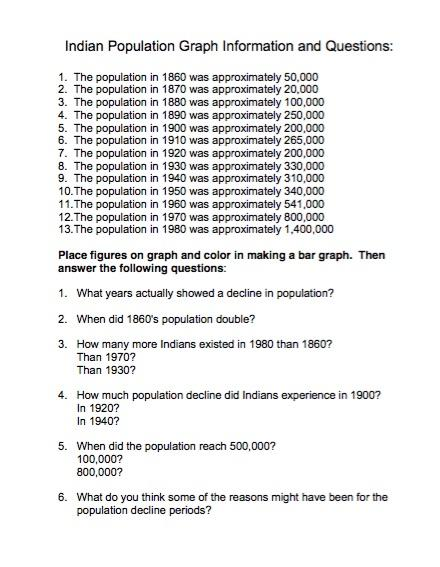 Indian Population Graph Information and Questions:
1. The population in 1860 was approximately 50,000
2. The population in 1870 was approximately 20,000
3. The population in 1880 was approximately 100,000
4. The population in 1890 was approximately 250,000
5. The population in 1900 was approximately 200,000
6. The population in 1910 was approximately 265,000
7. The population in 1920 was approximately 200,000
8. The population in 1930 was approximately 330,000
9. The population in 1940 was approximately 310,000
10.The population in 1950 was approximately 340,000
11.The population in 1960 was approximately 541,000
12.The population in 1970 was approximately 800,000
13.The population in 1980 was approximately 1,400,000
Place figures on graph and color in making a bar graph. Then
answer the following questions:
1. What years actually showed a decline in population?
2. When did 1860's population double?
3. How many more Indians existed in 1980 than 1860?
Than 1970?
Than 1930?
4. How much population decline did Indians experience in 1900?
In 1920?
In 1940?
5. When did the population reach 500,000?
100,000?
800,000?
6. What do you think some of the reasons might have been for the
population decline periods?